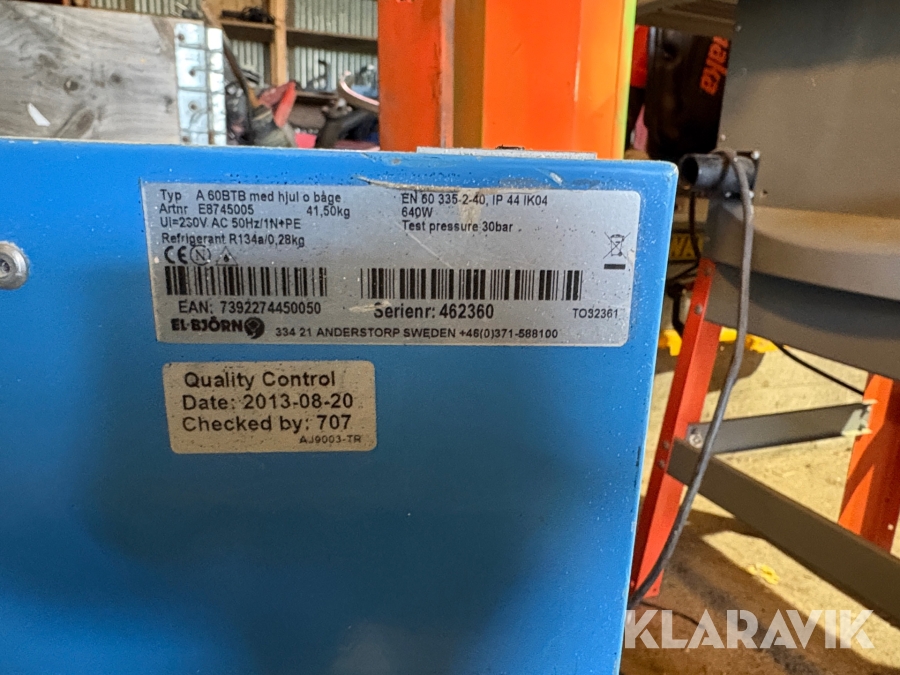 Typ A 60BTB med hjul o båge
Artnr E8745005 41,50kg
UI=230V AC 50Hz/1N+PE
Refrigerant R134a/0,28kg
EN 60 335-2-40, IP 44 IK04
640W
Test pressure 30bar
CE N
EAN: 7392274450050
Serienr: 462360
TO32361
EL-BJÖRN
334 21 ANDERSTORP SWEDEN +46(0)371-588100
Quality Control
Date: 2013-08-20
Checked by: 707
AJ9003-TR
KLARAVIK